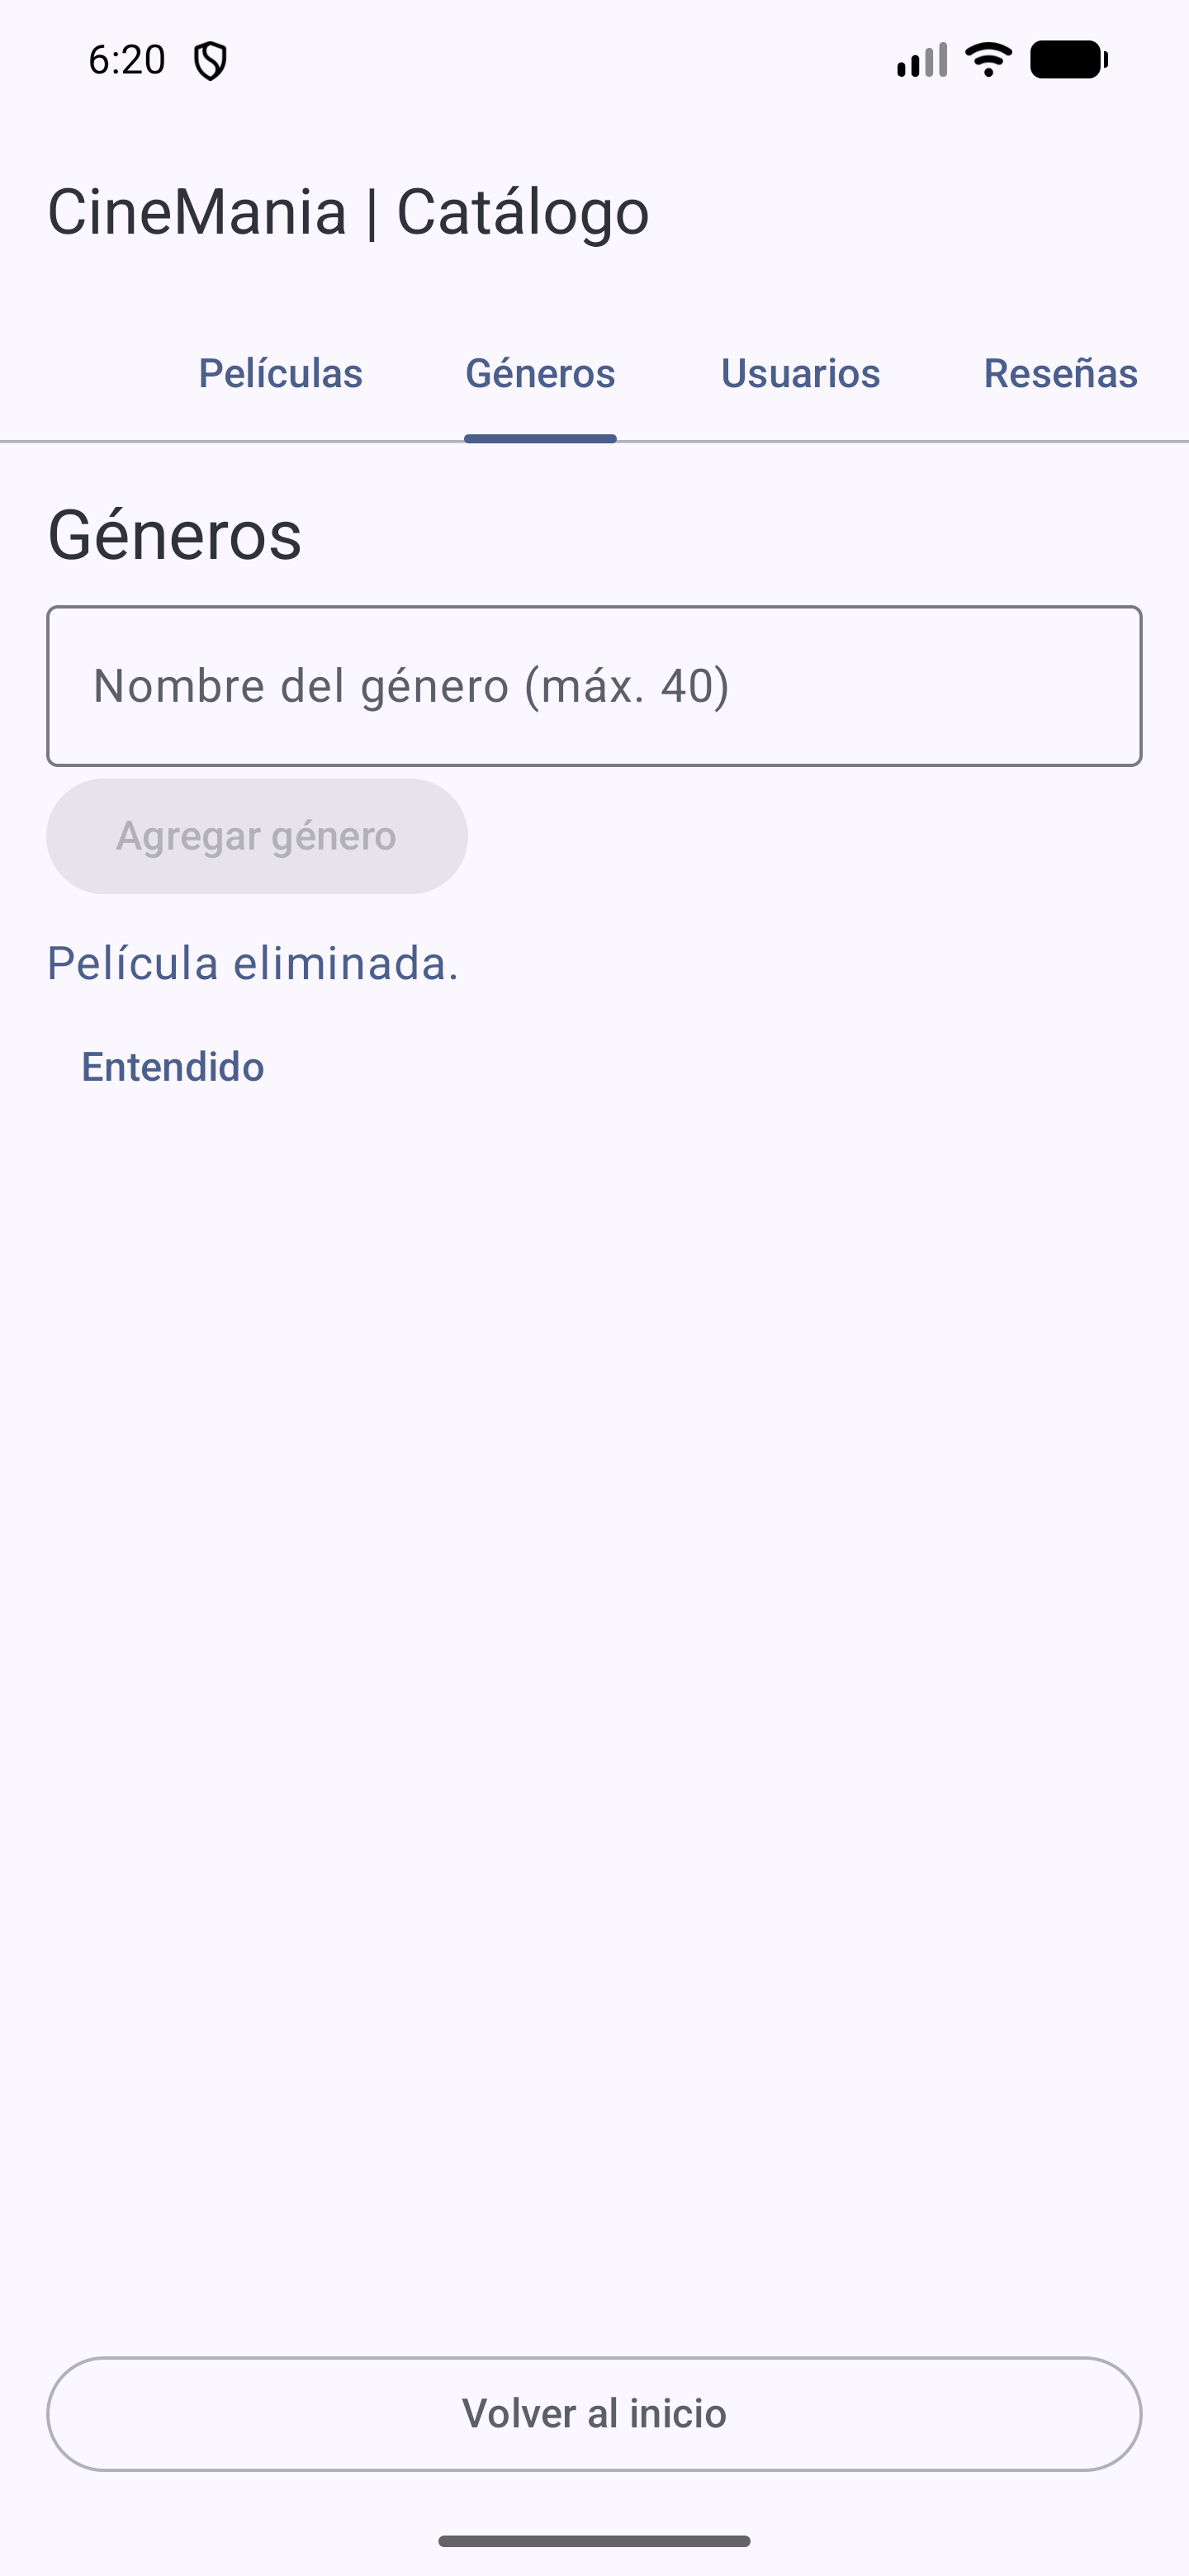 6:20
CineMania | Catálogo
Películas Géneros Usuarios Reseñas
Géneros
Nombre del género (máx. 40)
Agregar género
Película eliminada.
Entendido
Volver al inicio